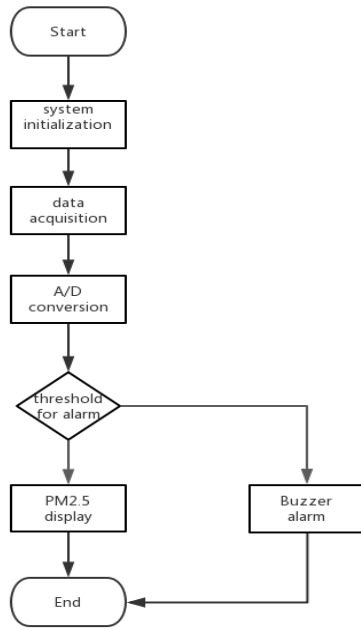 Start
system
initialization
data
acquisition
A/D
conversion
threshold
for alarm
PM2.5
display
Buzzer
alarm
End